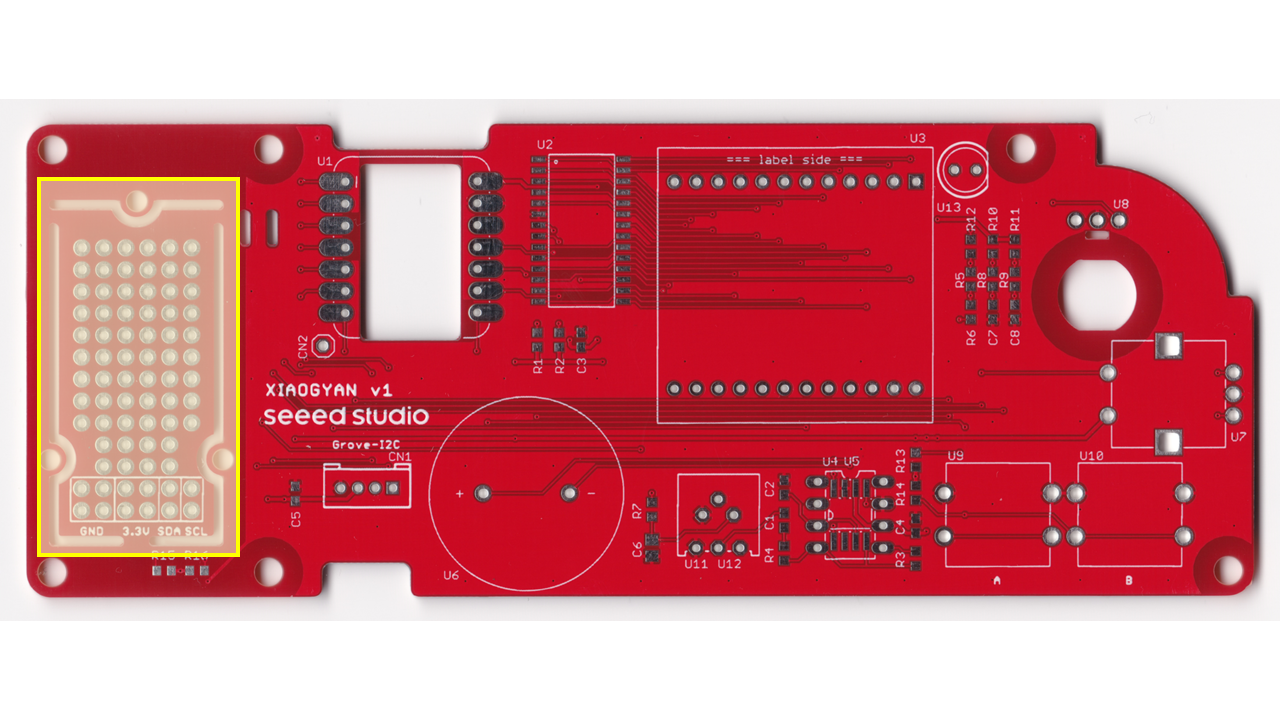 U1
U2
U3
=== label side ===
U13
R12
R10
R11
U8
R5
R8
R9
R6
C7
C8
CN2
R1
R2
C3
XIAOGYAN v1
seeed studio
Grove-I2C
CN1
C5
+
-
U6
U7
R7
C6
U11 U12
C2
C1
R4
U4 U5
R13
R14
C4
R3
U9
U10
A
B
GND 3.3V SDA SCL
R15 R16